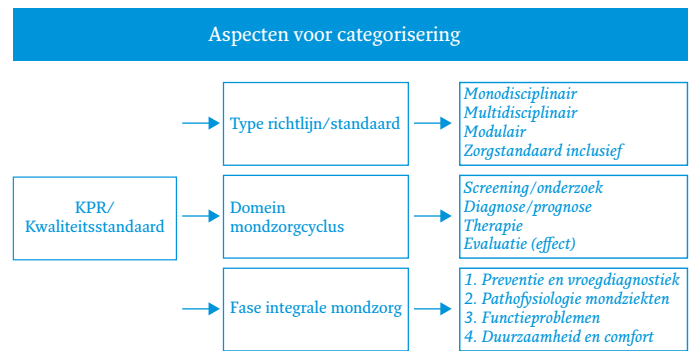 Aspecten voor categorisering
KPR/
Kwaliteitsstandaard
Type richtlijn/standaard
Monodisciplinair
Multidisciplinair
Modulair
Zorgstandaard inclusief
Domein
mondzorgcyclus
Screening/onderzoek
Diagnose/prognose
Therapie
Evaluatie (effect)
Fase integrale mondzorg
1. Preventie en vroegdiagnostiek
2. Pathofysiologie mondziekten
3. Functieproblemen
4. Duurzaamheid en comfort